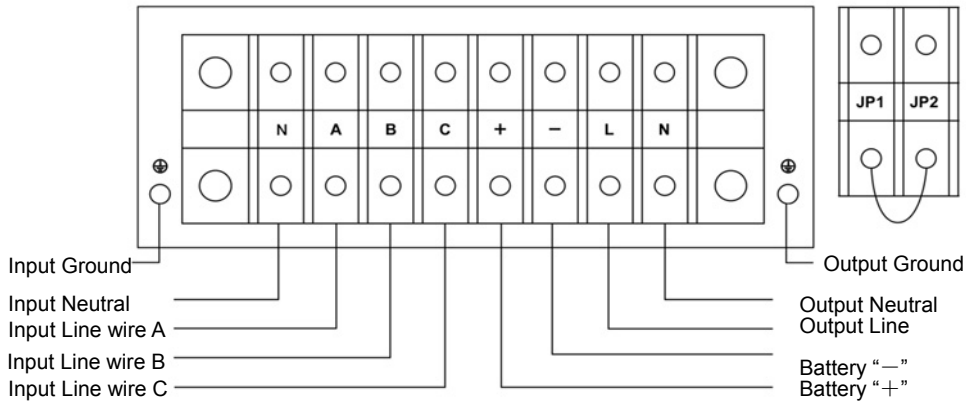 JP1 JP2
N A B C + − L N
Input Ground
Input Neutral
Input Line wire A
Input Line wire B
Input Line wire C
Output Ground
Output Neutral
Output Line
Battery “－”
Battery “＋”